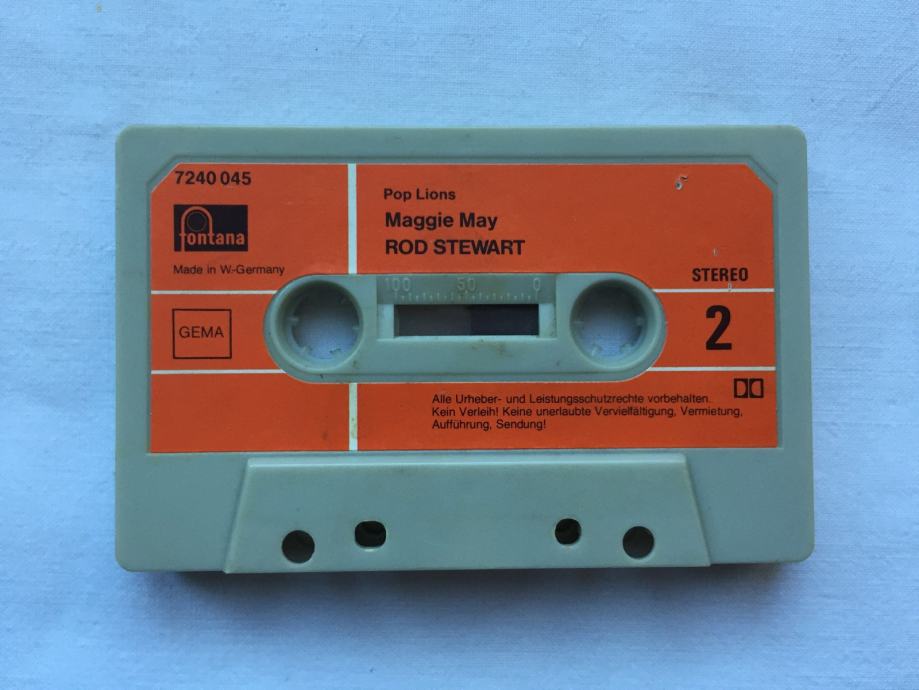 7240 045
fontana
Made in W.-Germany
GEMA
Pop Lions
Maggie May
ROD STEWART
100 50 0
STEREO
2
Alle Urheber- und Leistungsschutzrechte vorbehalten.
Kein Verleih! Keine unerlaubte Vervielfältigung, Vermietung,
Aufführung, Sendung!